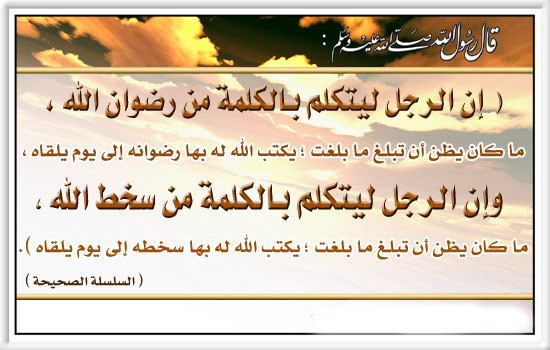 قال رسول الله صلى الله عليه وسلم :
( إن الرجل ليتكلم بالكلمة من رضوان الله ،
ما كان يظن أن تبلغ ما بلغت ؛ يكتب الله له بها رضوانه إلى يوم يلقاه ،
وإن الرجل ليتكلم بالكلمة من سخط الله ،
ما كان يظن أن تبلغ ما بلغت ؛ يكتب الله له بها سخطه إلى يوم يلقاه ).
( السلسلة الصحيحة )